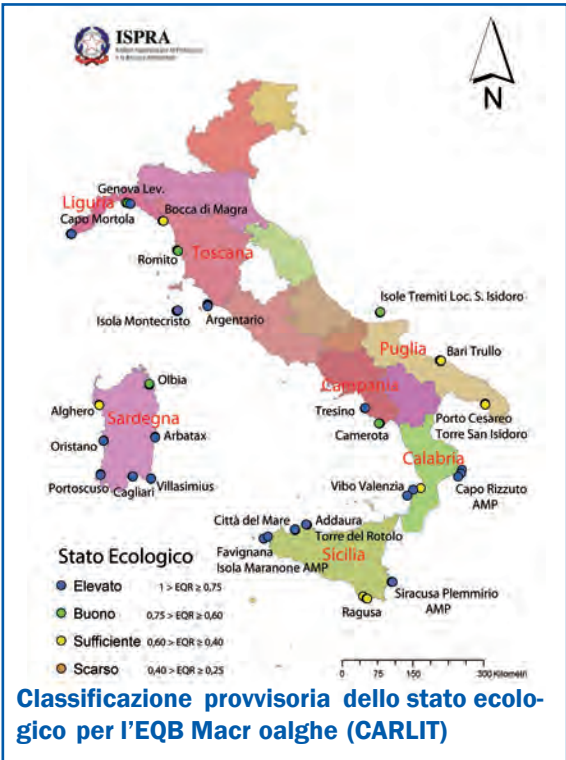 ISPRA
N
Genova Lev.
Liguria
Capo Mortola
Bocca di Magra
Toscana
Romito
Isole Tremiti Loc. S. Isidoro
Isola Montecristo
Argentario
Puglia
Bari Trullo
Campania
Olbia
Tresino
Alghero
Porto Cesareo
Sardegna
Torre San Isidoro
Camerota
Arbatax
Oristano
Calabria
Vibo Valenzia
Portoscuso
Cagliari
Villasimius
Capo Rizzuto
AMP
Città del Mare
Addaura
Torre del Rotolo
Favignana
Isola Maranone AMP
Sicilia
Stato Ecologico
Elevato 1 > EQR ≥ 0,75
Siracusa Plemmirio
AMP
Buono 0,75 > EQR ≥ 0,60
Ragusa
Sufficiente 0,60 > EQR ≥ 0,40
Scarso 0,40 > EQR ≥ 0,25
0 75 150 300 Kilometri
Classificazione provvisoria dello stato ecolo-
gico per l'EQB Macr oalghe (CARLIT)